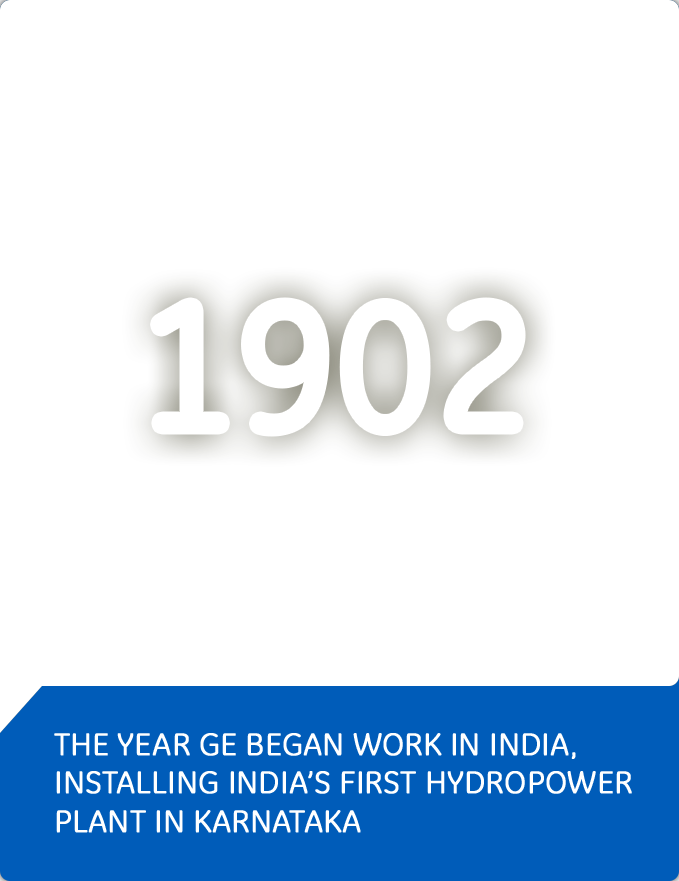 1902
THE YEAR GE BEGAN WORK IN INDIA,
INSTALLING INDIA’S FIRST HYDROPOWER
PLANT IN KARNATAKA